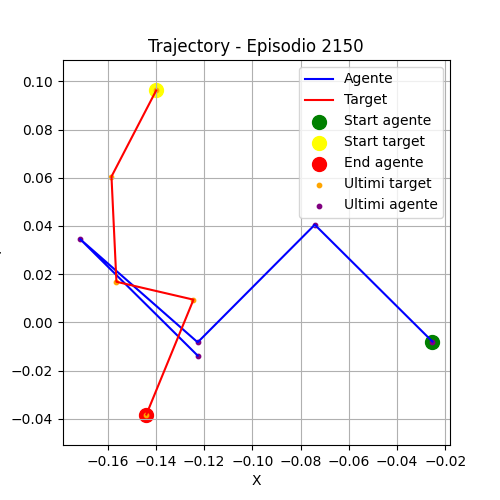 Trajectory - Episodio 2150
Agente
Target
Start agente
Start target
End agente
Ultimi target
Ultimi agente
0.10
0.08
0.06
0.04
0.02
0.00
−0.02
−0.04
−0.16
−0.14
−0.12
−0.10
−0.08
−0.06
−0.04
−0.02
X